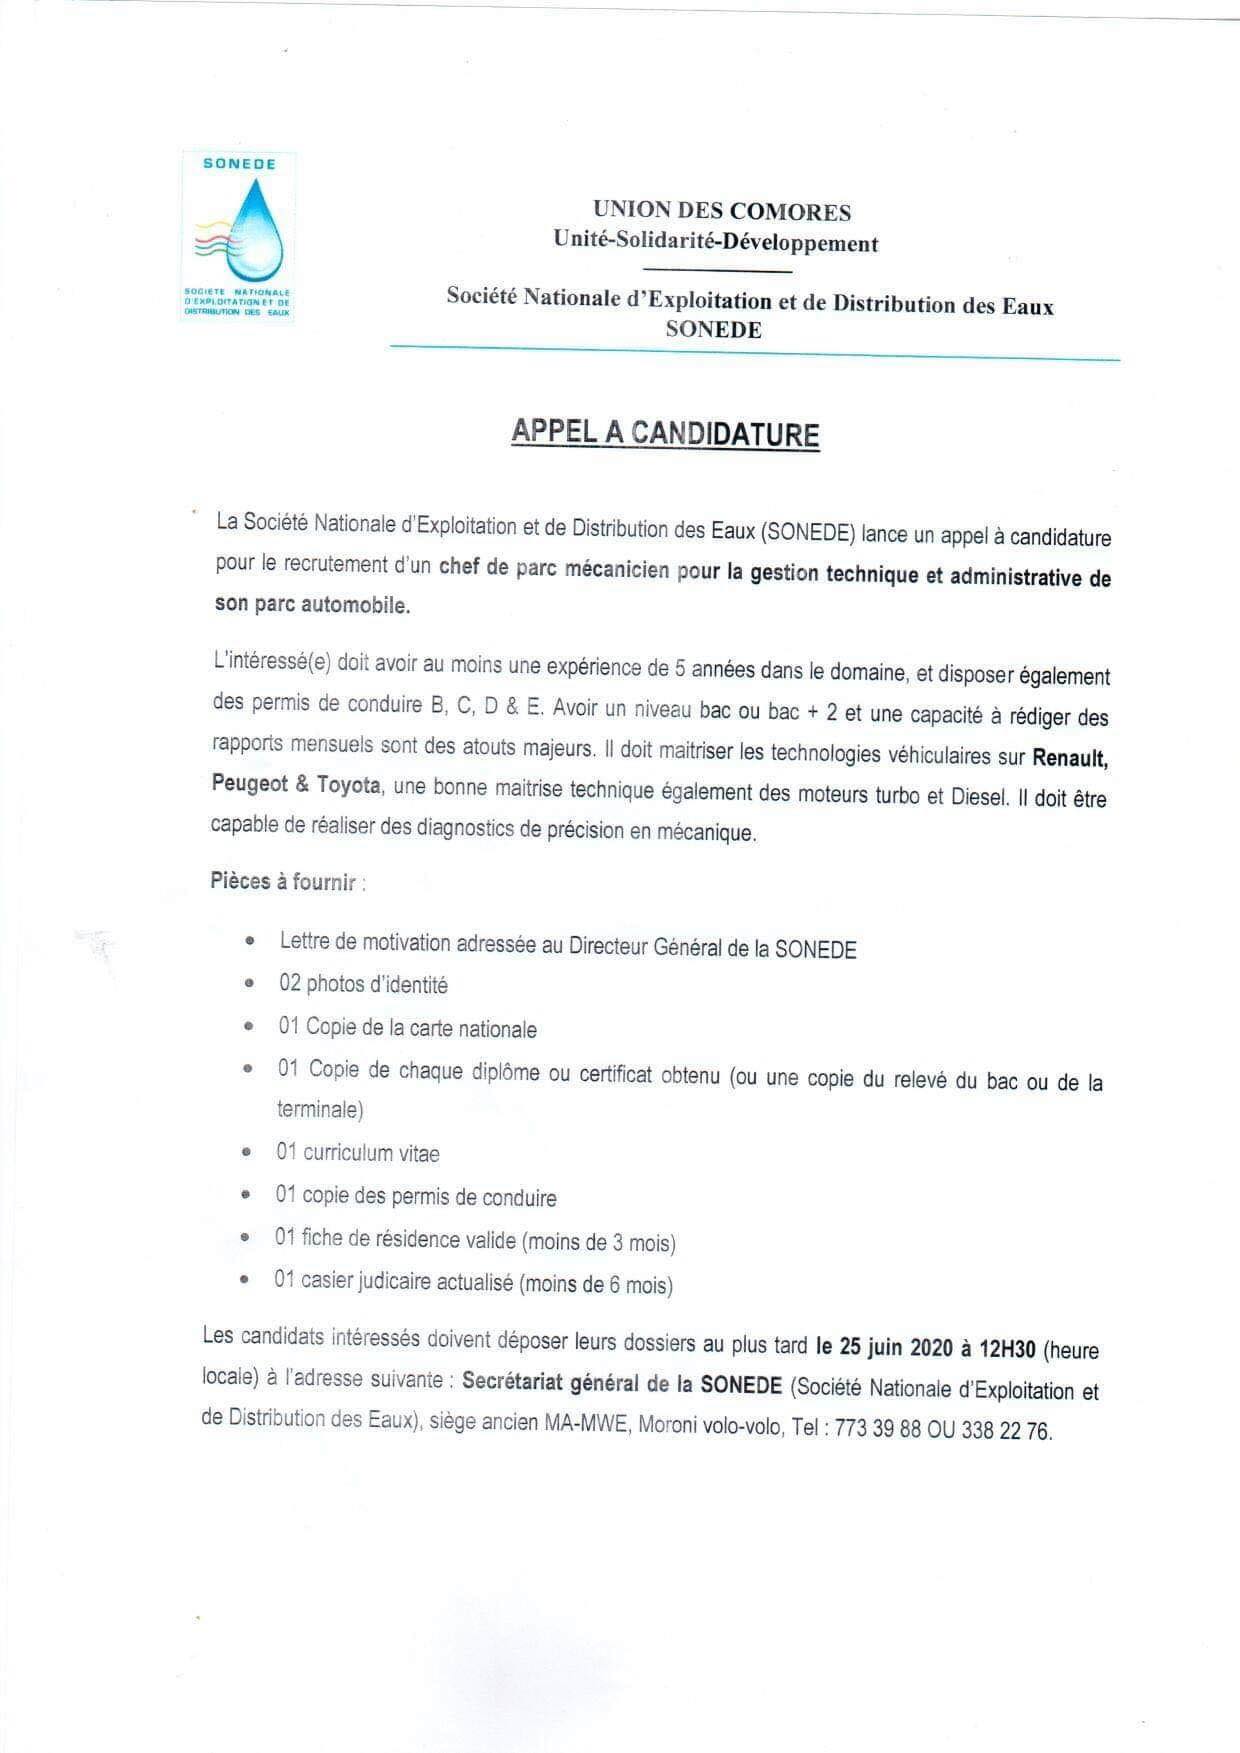 SONEDE
SOCIETE NATIONALE
D'EXPLOITATION ET DE
DISTRIBUTION DES EAUX
UNION DES COMORES
Unité-Solidarité-Développement
Société Nationale d'Exploitation et de Distribution des Eaux
SONEDE
APPEL A CANDIDATURE
La Société Nationale d'Exploitation et de Distribution des Eaux (SONEDE) lance un appel à candidature
pour le recrutement d'un chef de parc mécanicien pour la gestion technique et administrative de
son parc automobile.
L'intéressé(e) doit avoir au moins une expérience de 5 années dans le domaine, et disposer également
des permis de conduire B, C, D & E. Avoir un niveau bac ou bac + 2 et une capacité à rédiger des
rapports mensuels sont des atouts majeurs. Il doit maitriser les technologies véhiculaires sur Renault,
Peugeot & Toyota, une bonne maitrise technique également des moteurs turbo et Diesel. Il doit être
capable de réaliser des diagnostics de précision en mécanique.
Pièces à fournir :
• Lettre de motivation adressée au Directeur Général de la SONEDE
• 02 photos d'identité
• 01 Copie de la carte nationale
• 01 Copie de chaque diplôme ou certificat obtenu (ou une copie du relevé du bac ou de la
terminale)
• 01 curriculum vitae
• 01 copie des permis de conduire
• 01 fiche de résidence valide (moins de 3 mois)
• 01 casier judicaire actualisé (moins de 6 mois)
Les candidats intéressés doivent déposer leurs dossiers au plus tard le 25 juin 2020 à 12H30 (heure
locale) à l'adresse suivante : Secrétariat général de la SONEDE (Société Nationale d'Exploitation et
de Distribution des Eaux), siège ancien MA-MWE, Moroni volo-volo, Tel : 773 39 88 OU 338 22 76.